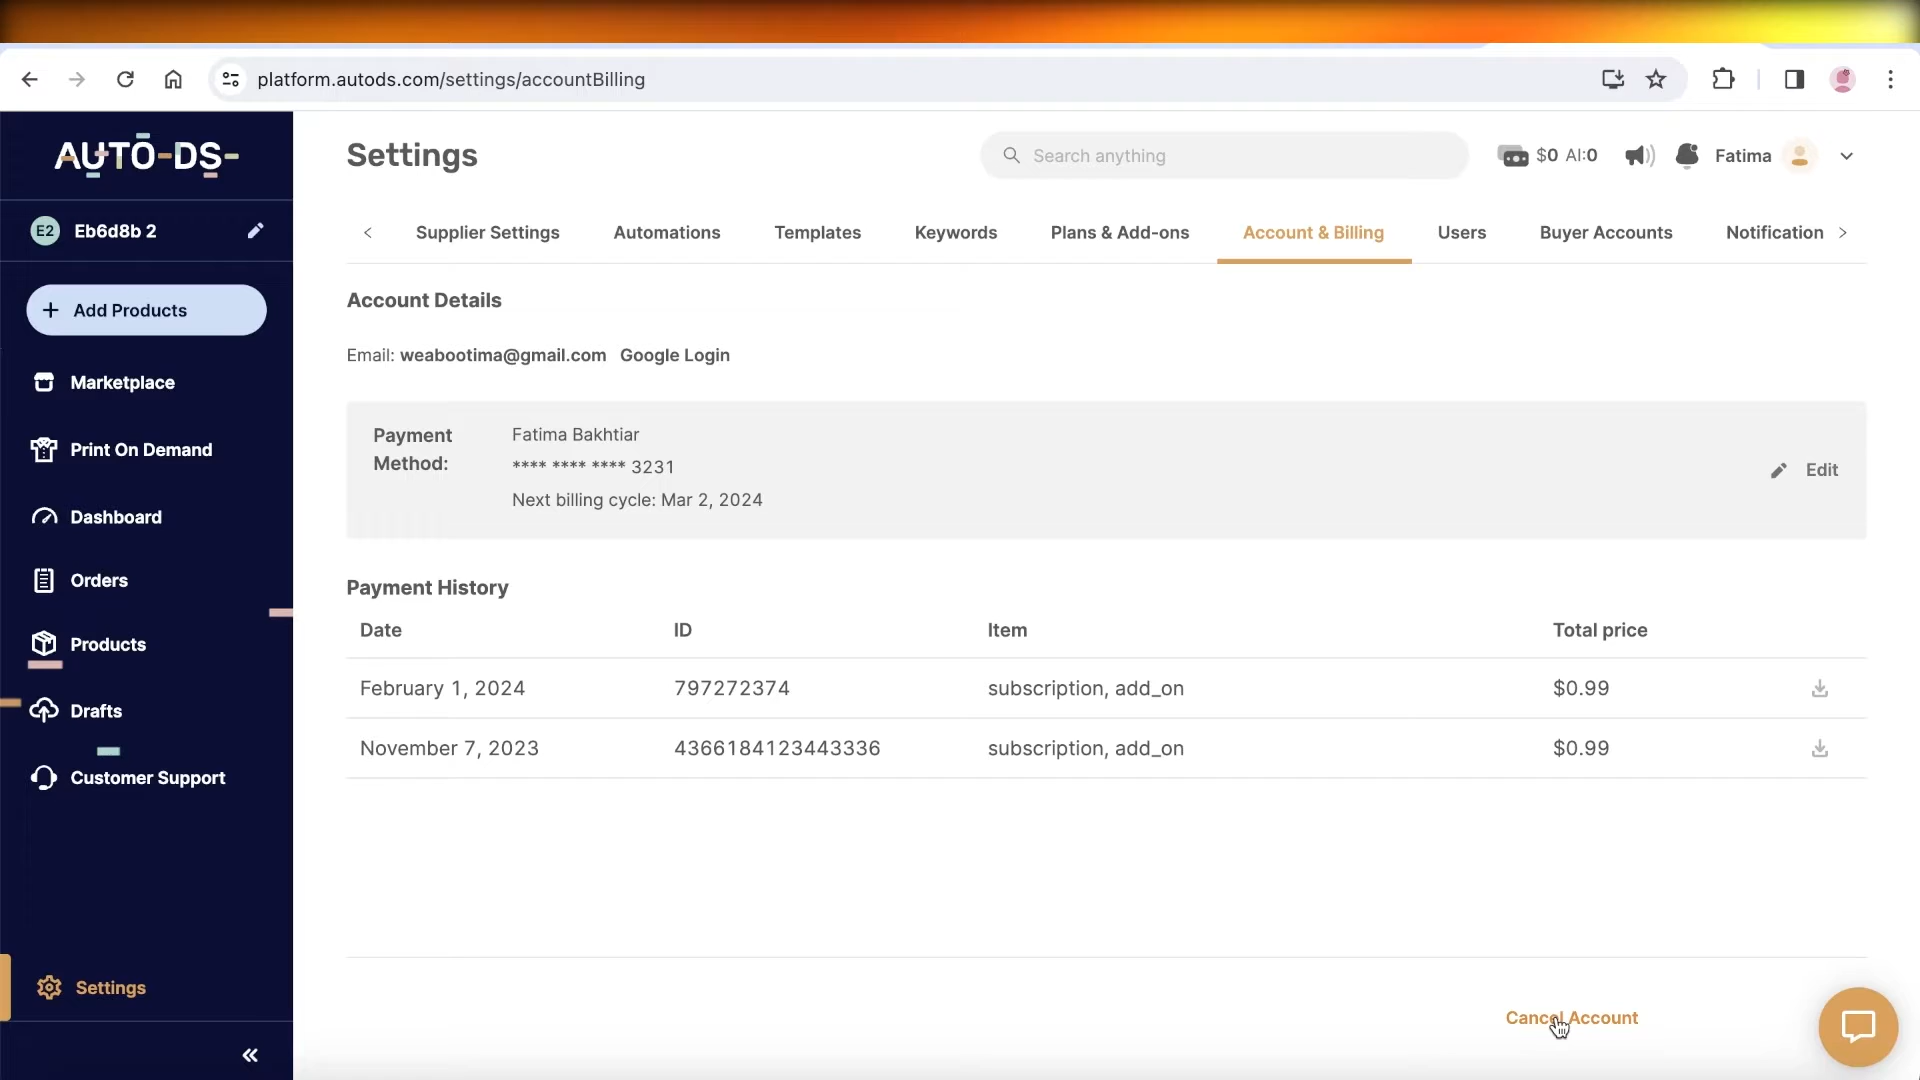 platform.autods.com/settings/accountBilling
AUTO-DS-
Settings
Search anything
$0 AI:0
Fatima
E2 Eb6d8b 2
Supplier Settings
Automations
Templates
Keywords
Plans & Add-ons
Account & Billing
Users
Buyer Accounts
Notification
Add Products
Marketplace
Print On Demand
Dashboard
Orders
Products
Drafts
Customer Support
Settings
Account Details
Email: weabootima@gmail.com Google Login
Payment
Method:
Fatima Bakhtiar
**** **** **** 3231
Next billing cycle: Mar 2, 2024
Edit
Payment History
Date ID Item Total price
February 1, 2024 797272374 subscription, add_on $0.99
November 7, 2023 4366184123443336 subscription, add_on $0.99
Cancel Account